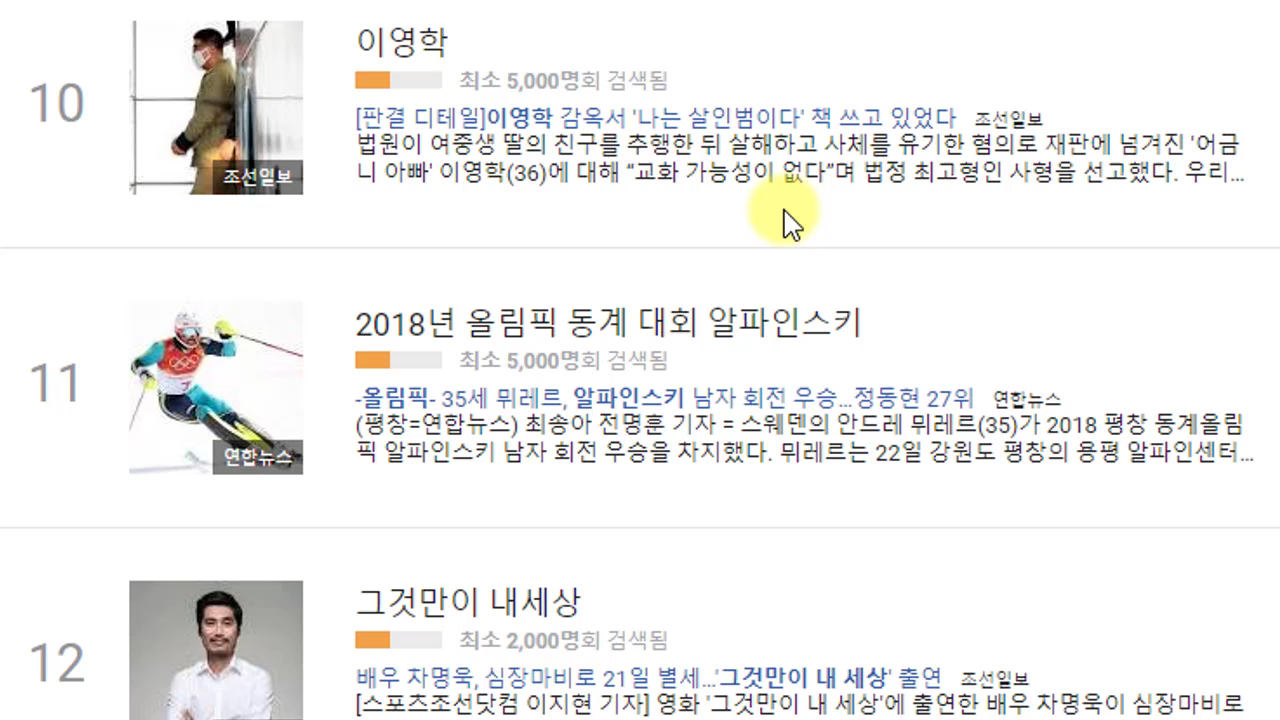 10
조선일보
이영학
최소 5,000명회 검색됨
[판결 디테일]이영학 감옥서 '나는 살인범이다' 책 쓰고 있었다 조선일보
법원이 여중생 딸의 친구를 추행한 뒤 살해하고 사체를 유기한 혐의로 재판에 넘겨진 '어금
니 아빠' 이영학(36)에 대해 “교화 가능성이 없다”며 법정 최고형인 사형을 선고했다. 우리...
11
연합뉴스
2018년 올림픽 동계 대회 알파인스키
최소 5,000명회 검색됨
-올림픽- 35세 뮈레르, 알파인스키 남자 회전 우승...정동현 27위 연합뉴스
(평창=연합뉴스) 최송아 전명훈 기자 = 스웨덴의 안드레 뮈레르(35)가 2018 평창 동계올림
픽 알파인스키 남자 회전 우승을 차지했다. 뮈레르는 22일 강원도 평창의 용평 알파인센터...
12
그것만이 내세상
최소 2,000명회 검색됨
배우 차명욱, 심장마비로 21일 별세...'그것만이 내 세상' 출연 조선일보
[스포츠조선닷컴 이지현 기자] 영화 '그것만이 내 세상'에 출연한 배우 차명욱이 심장마비로